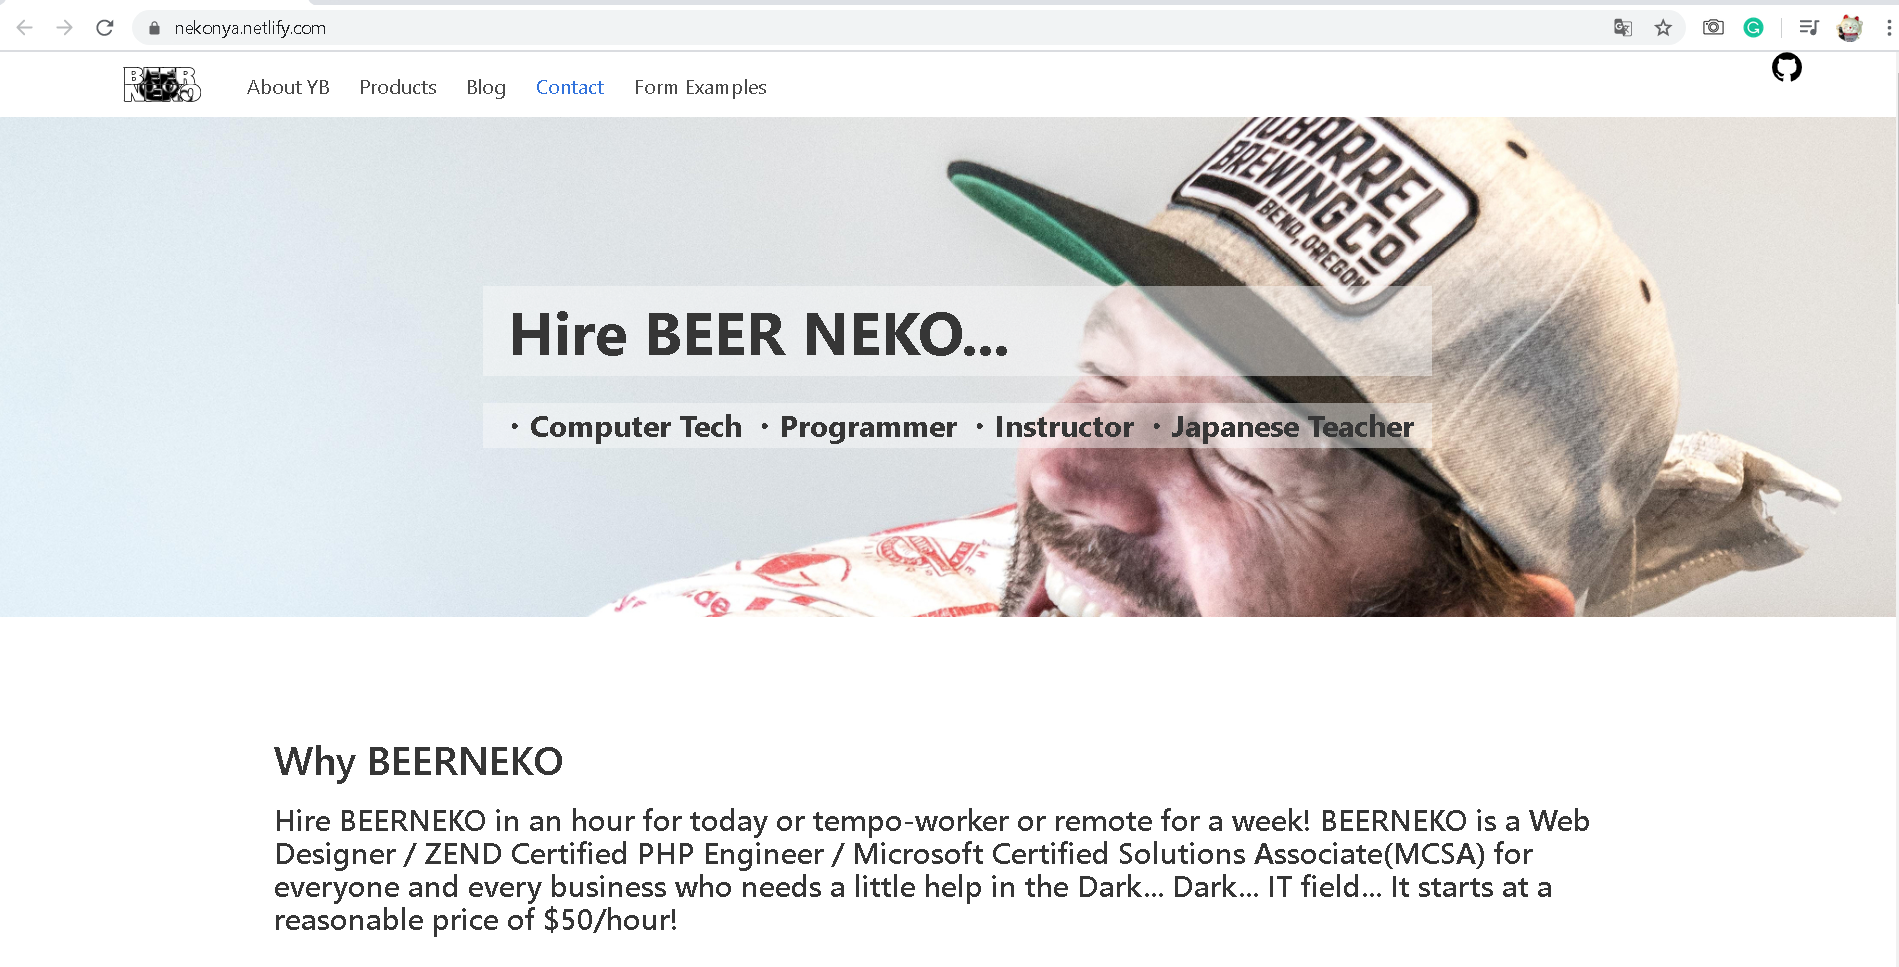 nekonya.netlify.com
BEER
NEKO
About YB Products Blog Contact Form Examples
BARREL
BREWING CO
BEND, OREGON
Hire BEER NEKO...
・Computer Tech ・Programmer ・Instructor ・Japanese Teacher
Why BEERNEKO
Hire BEERNEKO in an hour for today or tempo-worker or remote for a week! BEERNEKO is a Web
Designer / ZEND Certified PHP Engineer / Microsoft Certified Solutions Associate(MCSA) for
everyone and every business who needs a little help in the Dark... Dark... IT field... It starts at a
reasonable price of $50/hour!